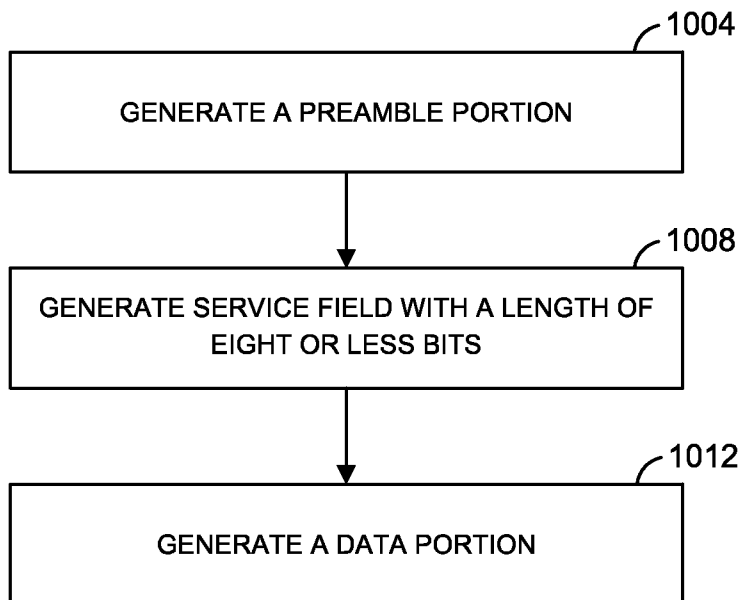 1004
GENERATE A PREAMBLE PORTION
1008
GENERATE SERVICE FIELD WITH A LENGTH OF
EIGHT OR LESS BITS
1012
GENERATE A DATA PORTION